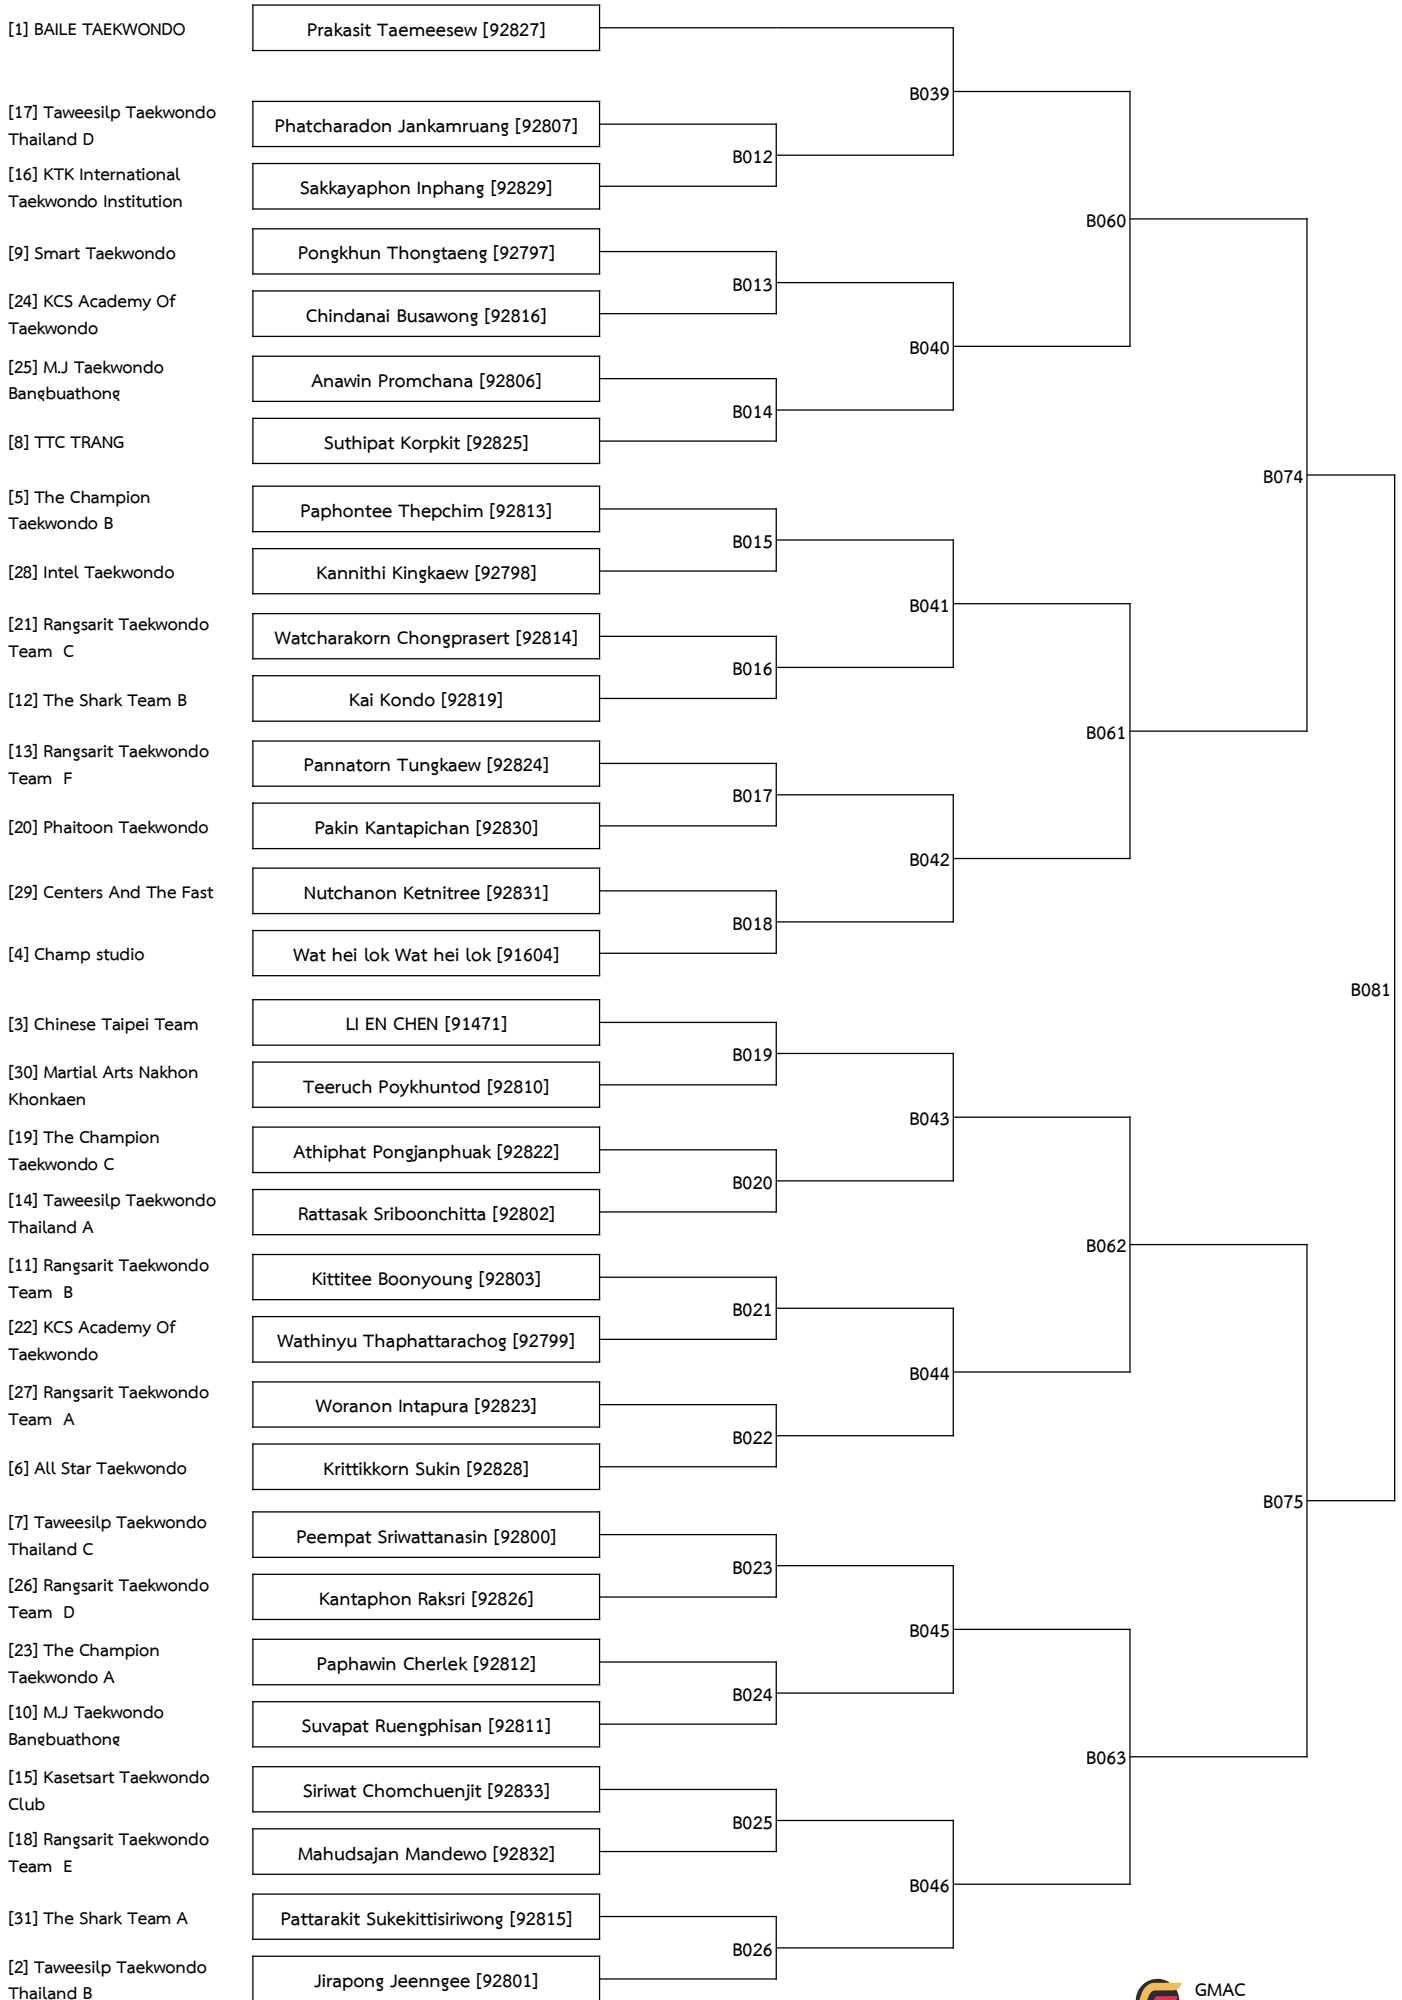 [1] BAILE TAEKWONDO
Prakasit Taemeesew [92827]
B039
[17] Taweesilp Taekwondo
Thailand D
Phatcharadon Jankamruang [92807]
B012
[16] KTK International
Taekwondo Institution
Sakkayaphon Inphang [92829]
B060
[9] Smart Taekwondo
Pongkhun Thongtaeng [92797]
B013
[24] KCS Academy Of
Taekwondo
Chindanai Busawong [92816]
B040
[25] M.J Taekwondo
Bangbuathong
Anawin Promchana [92806]
B014
[8] TTC TRANG
Suthipat Korpkit [92825]
B074
[5] The Champion
Taekwondo B
Paphontee Thepchim [92813]
B015
[28] Intel Taekwondo
Kannithi Kingkaew [92798]
B041
[21] Rangsarit Taekwondo
Team  C
Watcharakorn Chongprasert [92814]
B016
[12] The Shark Team B
Kai Kondo [92819]
B061
[13] Rangsarit Taekwondo
Team  F
Pannatorn Tungkaew [92824]
B017
[20] Phaitoon Taekwondo
Pakin Kantapichan [92830]
B042
[29] Centers And The Fast
Nutchanon Ketnitree [92831]
B018
[4] Champ studio
Wat hei lok Wat hei lok [91604]
B081
[3] Chinese Taipei Team
LI EN CHEN [91471]
B019
[30] Martial Arts Nakhon
Khonkaen
Teeruch Poykhuntod [92810]
B043
[19] The Champion
Taekwondo C
Athiphat Pongjanphuak [92822]
B020
[14] Taweesilp Taekwondo
Thailand A
Rattasak Sriboonchitta [92802]
B062
[11] Rangsarit Taekwondo
Team  B
Kittitee Boonyoung [92803]
B021
[22] KCS Academy Of
Taekwondo
Wathinyu Thaphattarachog [92799]
B044
[27] Rangsarit Taekwondo
Team  A
Woranon Intapura [92823]
B022
[6] All Star Taekwondo
Krittikkorn Sukin [92828]
B075
[7] Taweesilp Taekwondo
Thailand C
Peempat Sriwattanasin [92800]
B023
[26] Rangsarit Taekwondo
Team  D
Kantaphon Raksri [92826]
B045
[23] The Champion
Taekwondo A
Paphawin Cherlek [92812]
B024
[10] M.J Taekwondo
Bangbuathong
Suvapat Ruengphisan [92811]
B063
[15] Kasetsart Taekwondo
Club
Siriwat Chomchuenjit [92833]
B025
[18] Rangsarit Taekwondo
Team  E
Mahudsajan Mandewo [92832]
B046
[31] The Shark Team A
Pattarakit Sukekittisiriwong [92815]
B026
[2] Taweesilp Taekwondo
Thailand B
Jirapong Jeenngee [92801]
GMAC